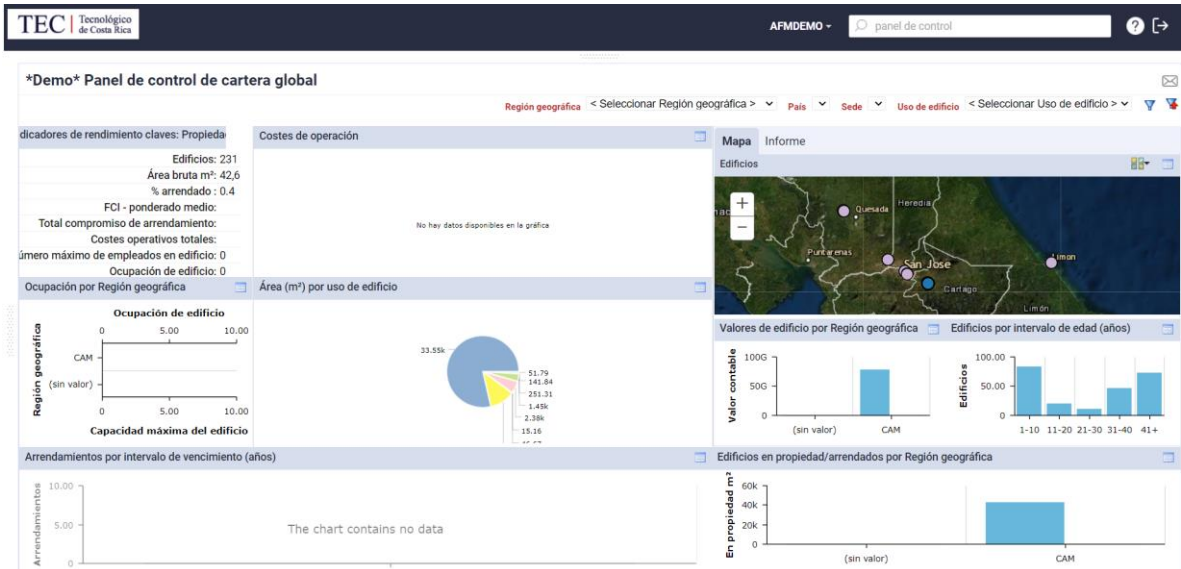 TEC | Tecnológico
de Costa Rica
AFMDEMO
panel de control
?
*Demo* Panel de control de cartera global
Región geográfica < Seleccionar Región geográfica > País Sede Uso de edificio < Seleccionar Uso de edificio >
dicadores de rendimiento claves: Propieda
Edificios: 231
Área bruta m²: 42,6
% arrendado : 0.4
FCI - ponderado medio:
Total compromiso de arrendamiento:
Costes operativos totales:
úmero máximo de empleados en edificio: 0
Ocupación de edificio: 0
Costes de operación
No hay datos disponibles en la gráfica
Mapa Informe
Edificios
+
−
Quesada
Heredia
Puntarenas
San Jose
Limon
Cartago
Limón
Ocupación por Región geográfica
Ocupación de edificio
0 5.00 10.00
Región geográfica
CAM
(sin valor)
0 5.00 10.00
Capacidad máxima del edificio
Área (m²) por uso de edificio
33.55k
51.79
141.84
251.31
1.45k
2.38k
15.16
Valores de edificio por Región geográfica
Valor contable
100G
50G
0
(sin valor) CAM
Edificios por intervalo de edad (años)
Edificios
100.00
50.00
0
1-10 11-20 21-30 31-40 41+
Arrendamientos por intervalo de vencimiento (años)
Arrendamientos
10.00
5.00
0
The chart contains no data
Edificios en propiedad/arrendados por Región geográfica
En propiedad m²
60k
40k
20k
0
(sin valor) CAM